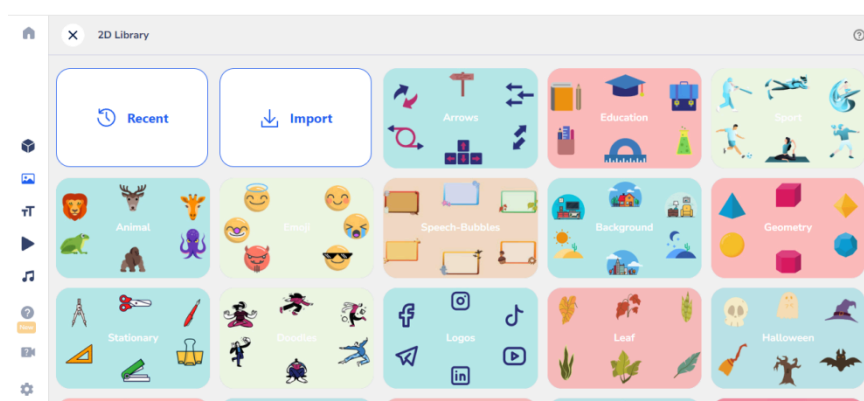 2D Library
Recent
Import
Arrows
Education
Sport
Animal
Emoji
Speech-Bubbles
Background
Geometry
Stationary
Doodles
Logos
Leaf
Halloween